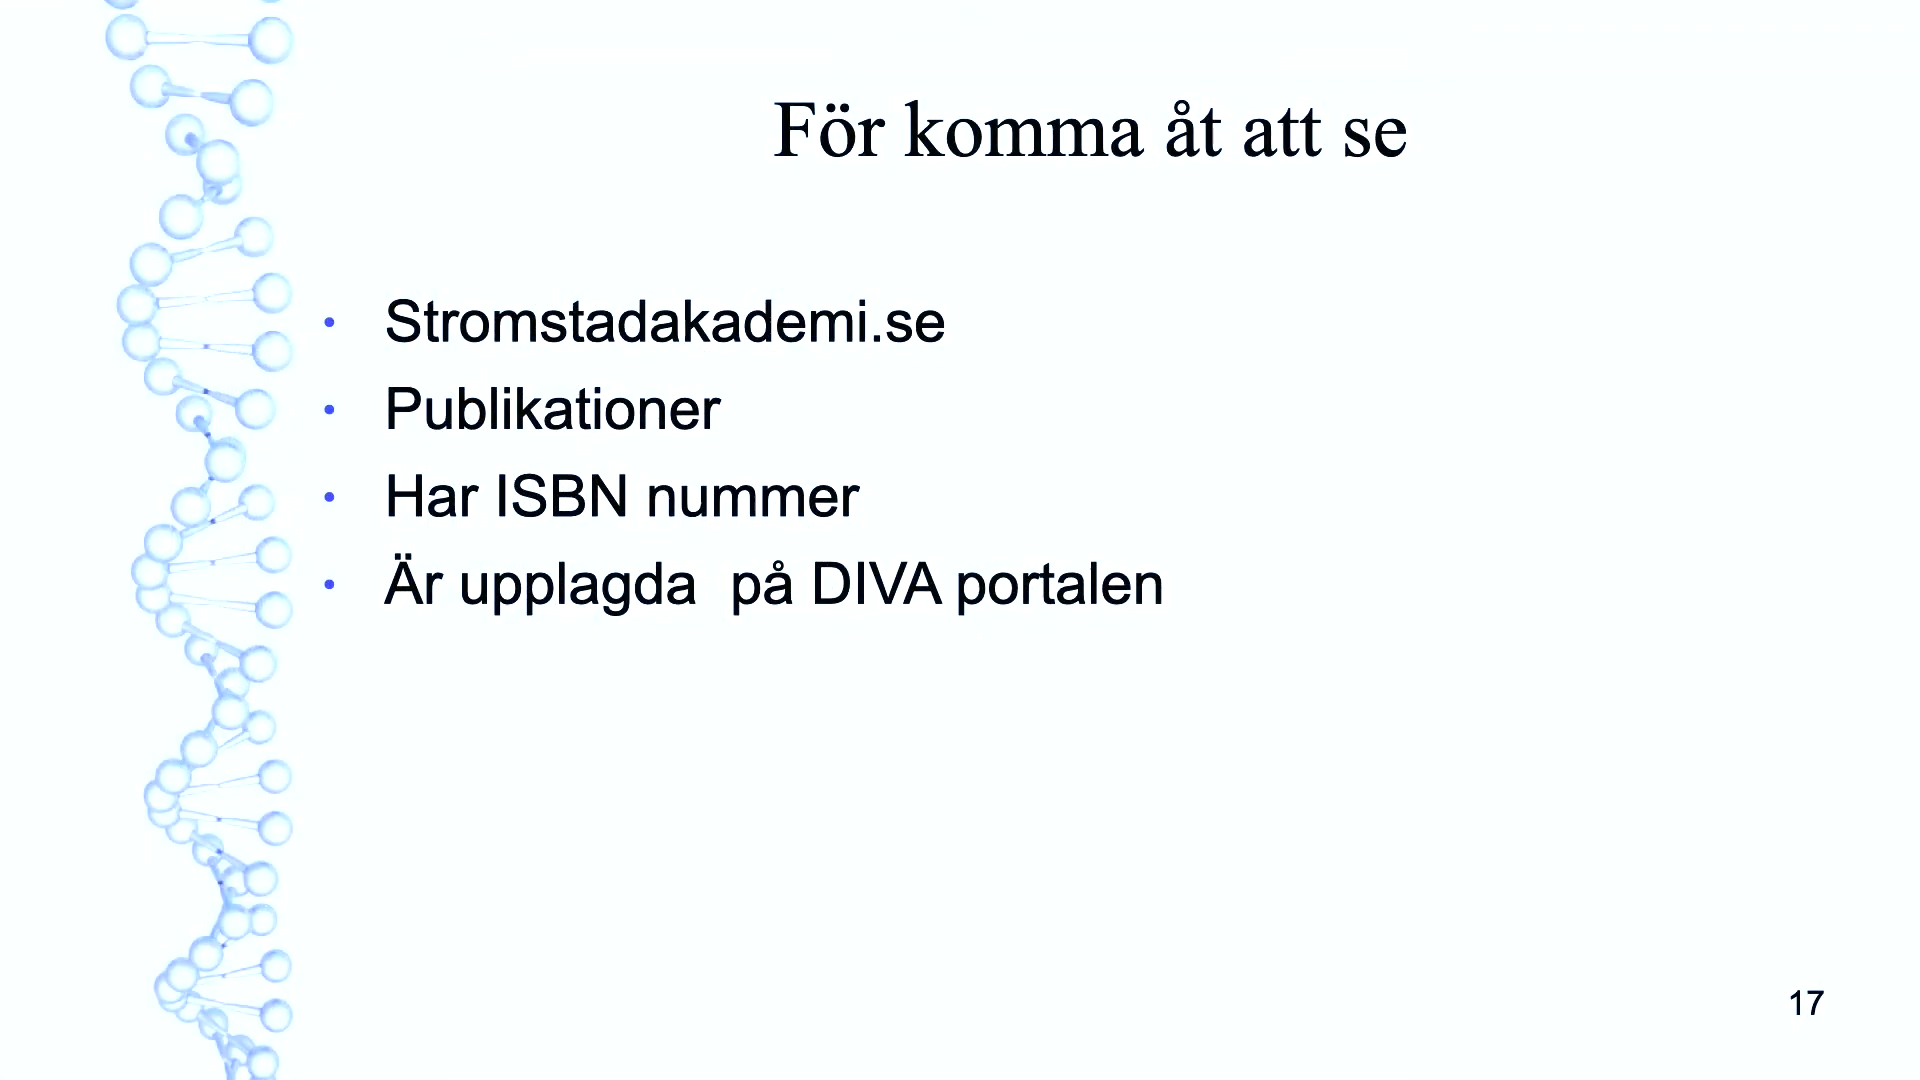 För komma åt att se
• Stromstadakademi.se
• Publikationer
• Har ISBN nummer
• Är upplagda  på DIVA portalen
17